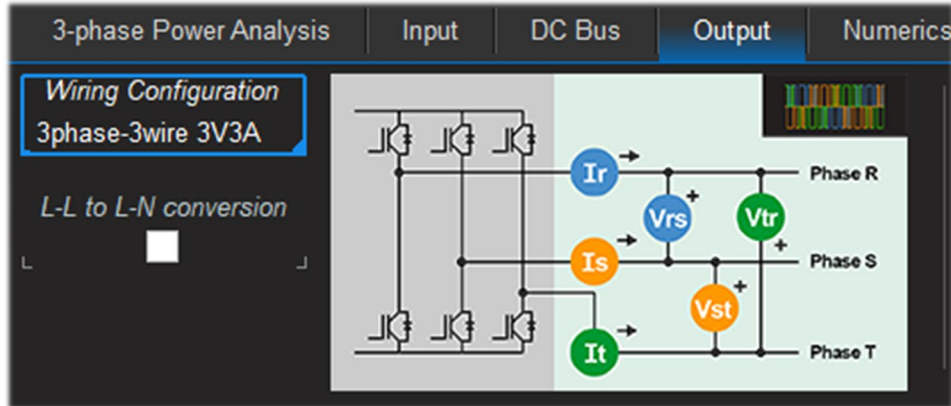 3-phase Power Analysis
Input
DC Bus
Output
Numerics
Wiring Configuration
3phase-3wire 3V3A
L-L to L-N conversion
Ir
Phase R
Vrs
+
Vtr
+
Is
Phase S
Vst
+
It
Phase T